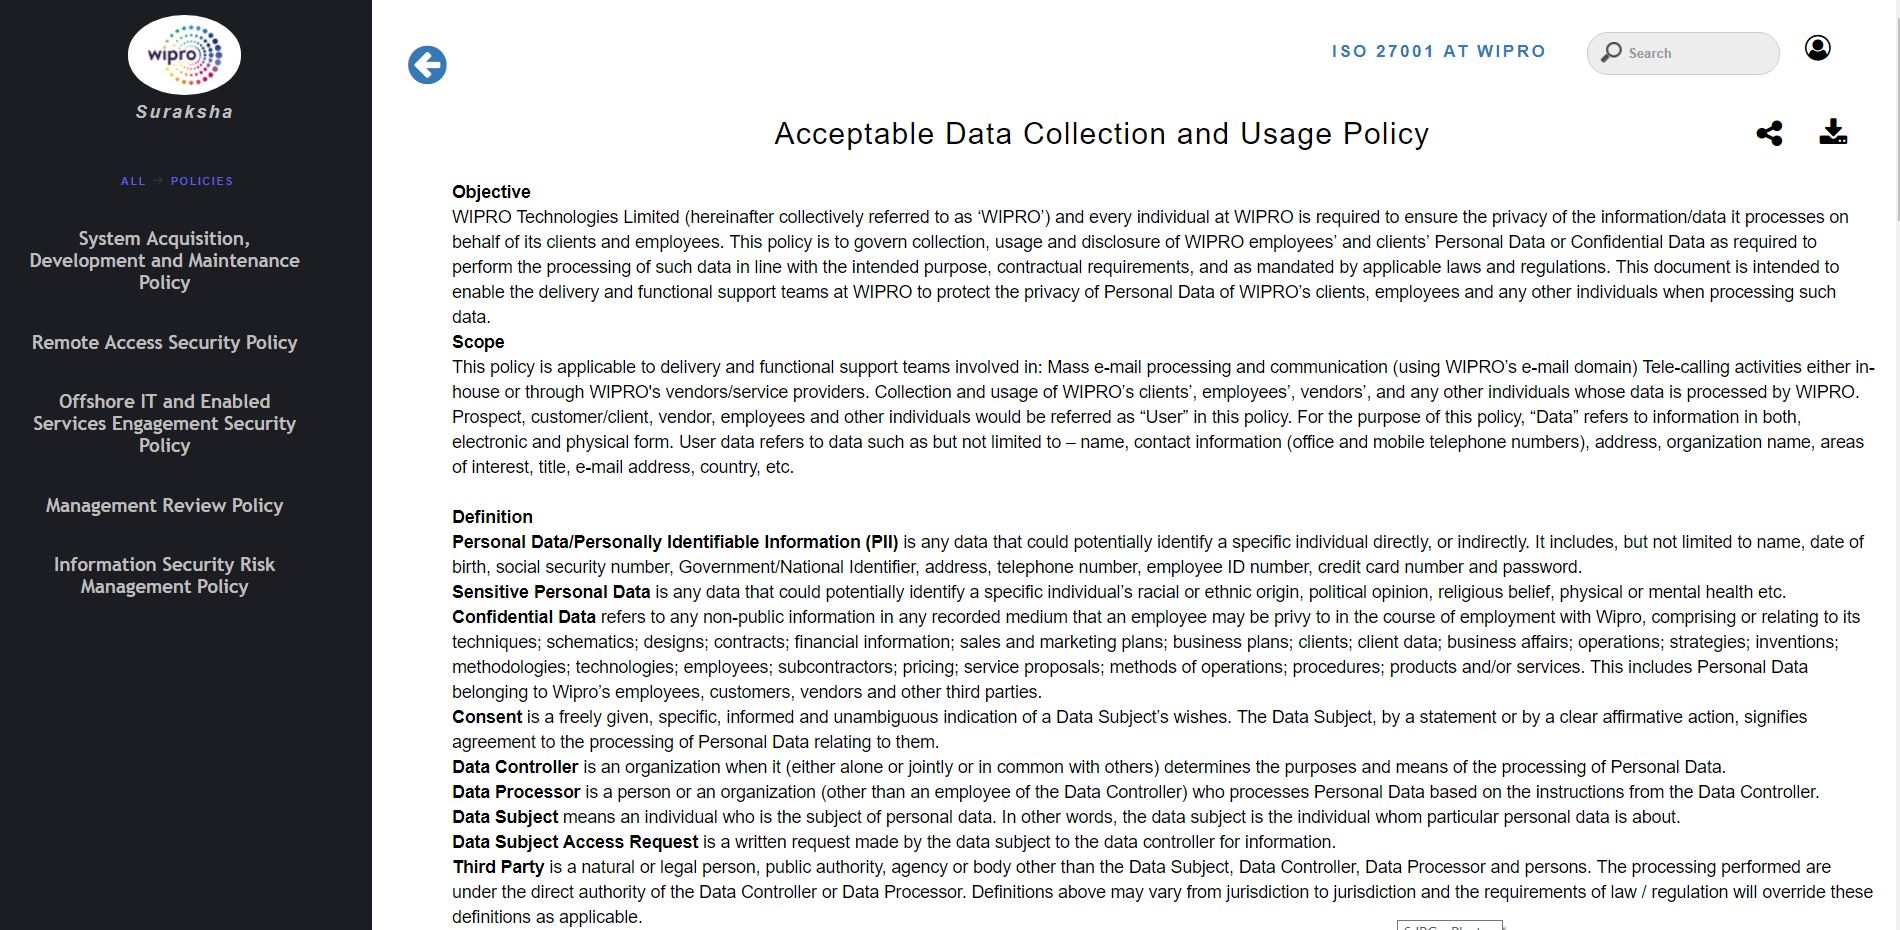 wipro
Suraksha
ALL → POLICIES
System Acquisition,
Development and Maintenance
Policy
Remote Access Security Policy
Offshore IT and Enabled
Services Engagement Security
Policy
Management Review Policy
Information Security Risk
Management Policy
ISO 27001 AT WIPRO
Search
Acceptable Data Collection and Usage Policy
Objective
WIPRO Technologies Limited (hereinafter collectively referred to as ‘WIPRO’) and every individual at WIPRO is required to ensure the privacy of the information/data it processes on
behalf of its clients and employees. This policy is to govern collection, usage and disclosure of WIPRO employees’ and clients’ Personal Data or Confidential Data as required to
perform the processing of such data in line with the intended purpose, contractual requirements, and as mandated by applicable laws and regulations. This document is intended to
enable the delivery and functional support teams at WIPRO to protect the privacy of Personal Data of WIPRO’s clients, employees and any other individuals when processing such
data.
Scope
This policy is applicable to delivery and functional support teams involved in: Mass e-mail processing and communication (using WIPRO’s e-mail domain) Tele-calling activities either in-
house or through WIPRO's vendors/service providers. Collection and usage of WIPRO’s clients’, employees’, vendors’, and any other individuals whose data is processed by WIPRO.
Prospect, customer/client, vendor, employees and other individuals would be referred as “User” in this policy. For the purpose of this policy, “Data” refers to information in both,
electronic and physical form. User data refers to data such as but not limited to – name, contact information (office and mobile telephone numbers), address, organization name, areas
of interest, title, e-mail address, country, etc.
Definition
Personal Data/Personally Identifiable Information (PII) is any data that could potentially identify a specific individual directly, or indirectly. It includes, but not limited to name, date of
birth, social security number, Government/National Identifier, address, telephone number, employee ID number, credit card number and password.
Sensitive Personal Data is any data that could potentially identify a specific individual’s racial or ethnic origin, political opinion, religious belief, physical or mental health etc.
Confidential Data refers to any non-public information in any recorded medium that an employee may be privy to in the course of employment with Wipro, comprising or relating to its
techniques; schematics; designs; contracts; financial information; sales and marketing plans; business plans; clients; client data; business affairs; operations; strategies; inventions;
methodologies; technologies; employees; subcontractors; pricing; service proposals; methods of operations; procedures; products and/or services. This includes Personal Data
belonging to Wipro’s employees, customers, vendors and other third parties.
Consent is a freely given, specific, informed and unambiguous indication of a Data Subject’s wishes. The Data Subject, by a statement or by a clear affirmative action, signifies
agreement to the processing of Personal Data relating to them.
Data Controller is an organization when it (either alone or jointly or in common with others) determines the purposes and means of the processing of Personal Data.
Data Processor is a person or an organization (other than an employee of the Data Controller) who processes Personal Data based on the instructions from the Data Controller.
Data Subject means an individual who is the subject of personal data. In other words, the data subject is the individual whom particular personal data is about.
Data Subject Access Request is a written request made by the data subject to the data controller for information.
Third Party is a natural or legal person, public authority, agency or body other than the Data Subject, Data Controller, Data Processor and persons. The processing performed are
under the direct authority of the Data Controller or Data Processor. Definitions above may vary from jurisdiction to jurisdiction and the requirements of law / regulation will override these
definitions as applicable.